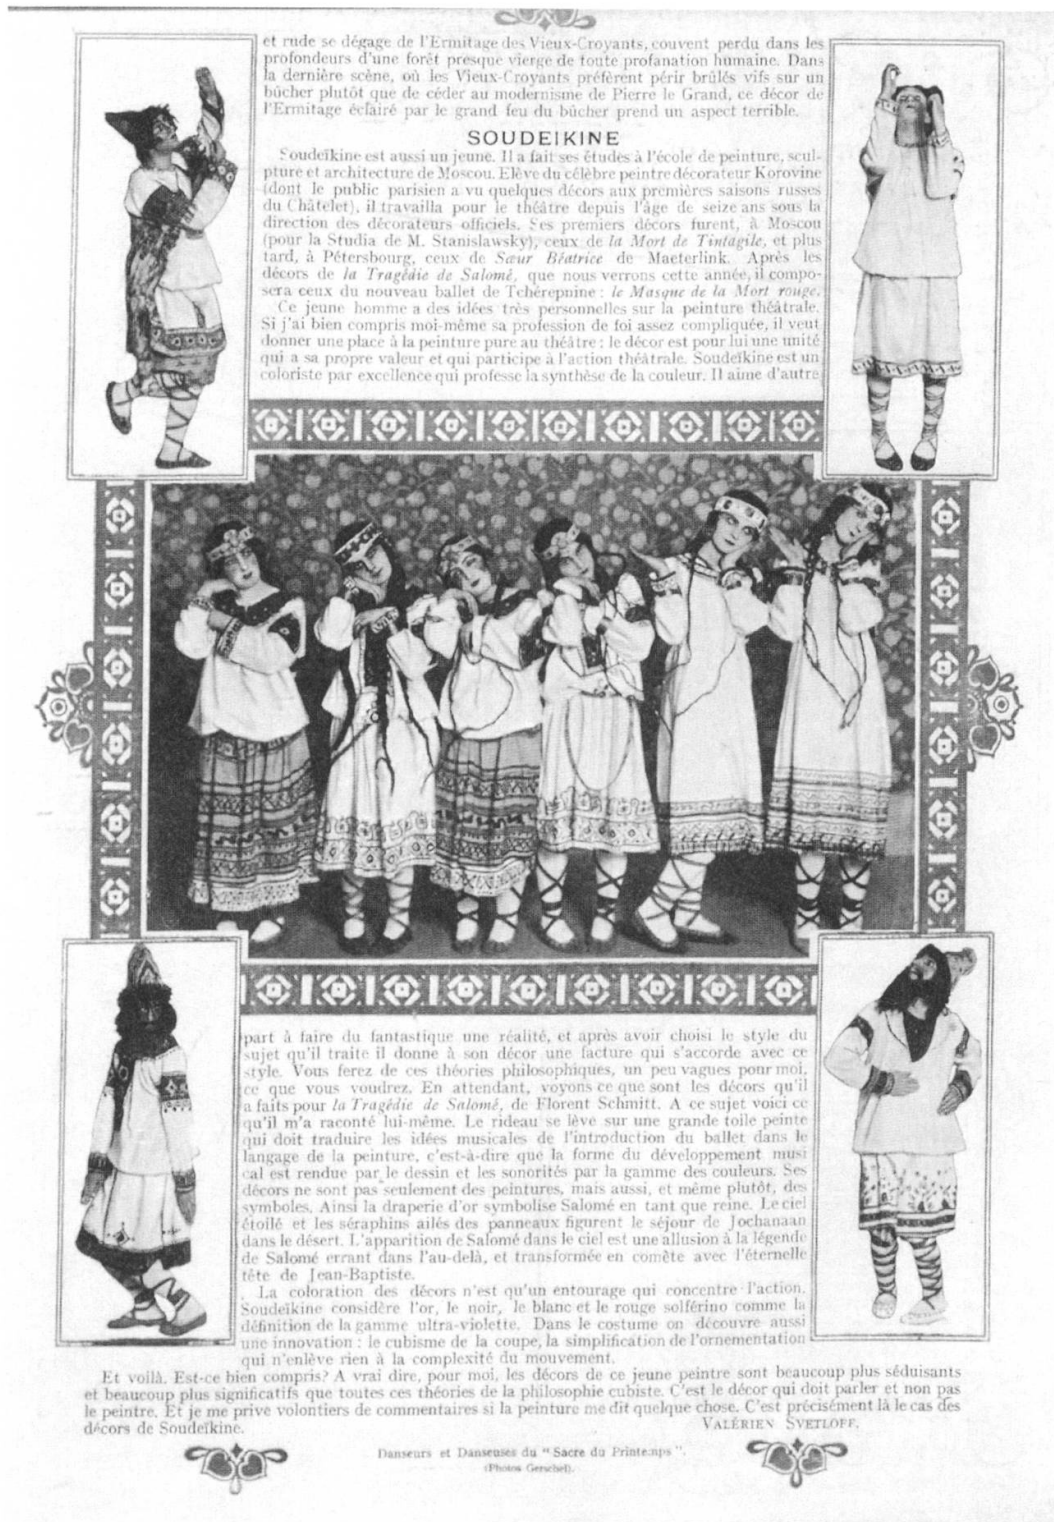 et rude se dégage de l'Ermitage des Vieux-Croyants, couvent perdu dans les
profondeurs d'une forêt presque vierge de toute profanation humaine. Dans
la dernière scène, où les Vieux-Croyants préfèrent périr brûlés vifs sur un
bûcher plutôt que de céder au modernisme de Pierre le Grand, ce décor de
l'Ermitage éclairé par le grand feu du bûcher prend un aspect terrible.
SOUDEÏKINE
Soudeïkine est aussi un jeune. Il a fait ses études à l'école de peinture, scul-
pture et architecture de Moscou. Elève du célèbre peintre décorateur Korovine
(dont le public parisien a vu quelques décors aux premières saisons russes
du Châtelet), il travailla pour le théâtre depuis l'âge de seize ans sous la
direction des décorateurs officiels. Ses premiers décors furent, à Moscou
(pour la Studia de M. Stanislawsky), ceux de la Mort de Tintagile, et plus
tard, à Pétersbourg, ceux de Sœur Béatrice de Maeterlink. Après les
décors de la Tragédie de Salomé, que nous verrons cette année, il compo-
sera ceux du nouveau ballet de Tchérepnine : le Masque de la Mort rouge.
Ce jeune homme a des idées très personnelles sur la peinture théâtrale.
Si j'ai bien compris moi-même sa profession de foi assez compliquée, il veut
donner une place à la peinture pure au théâtre : le décor est pour lui une unité
qui a sa propre valeur et qui participe à l'action théâtrale. Soudeïkine est un
coloriste par excellence qui professe la synthèse de la couleur. Il aime d'autre
part à faire du fantastique une réalité, et après avoir choisi le style du
sujet qu'il traite il donne à son décor une facture qui s'accorde avec ce
style. Vous ferez de ces théories philosophiques, un peu vagues pour moi,
ce que vous voudrez. En attendant, voyons ce que sont les décors qu'il
a faits pour la Tragédie de Salomé, de Florent Schmitt. A ce sujet voici ce
qu'il m'a raconté lui-même. Le rideau se lève sur une grande toile peinte
qui doit traduire les idées musicales de l'introduction du ballet dans le
langage de la peinture, c'est-à-dire que la forme du développement musi
cal est rendue par le dessin et les sonorités par la gamme des couleurs. Ses
décors ne sont pas seulement des peintures, mais aussi, et même plutôt, des
symboles. Ainsi la draperie d'or symbolise Salomé en tant que reine. Le ciel
étoilé et les séraphins ailés des panneaux figurent le séjour de Jochanaan
dans le désert. L'apparition de Salomé dans le ciel est une allusion à la légende
de Salomé errant dans l'au-delà, et transformée en comète avec l'éternelle
tête de Jean-Baptiste.
La coloration des décors n'est qu'un entourage qui concentre l'action.
Soudeïkine considère l'or, le noir, le blanc et le rouge solférino comme la
définition de la gamme ultra-violette. Dans le costume on découvre aussi
une innovation : le cubisme de la coupe, la simplification de l'ornementation
qui n'enlève rien à la complexité du mouvement.
Et voilà. Est-ce bien compris? A vrai dire, pour moi, les décors de ce jeune peintre sont beaucoup plus séduisants
et beaucoup plus significatifs que toutes ces théories de la philosophie cubiste. C'est le décor qui doit parler et non pas
le peintre. Et je me prive volontiers de commentaires si la peinture me dit quelque chose. C'est précisément là le cas des
décors de Soudeïkine.
VALÉRIEN SVETLOFF.
Danseurs et Danseuses du "Sacre du Printemps".
(Photos Gerschel).